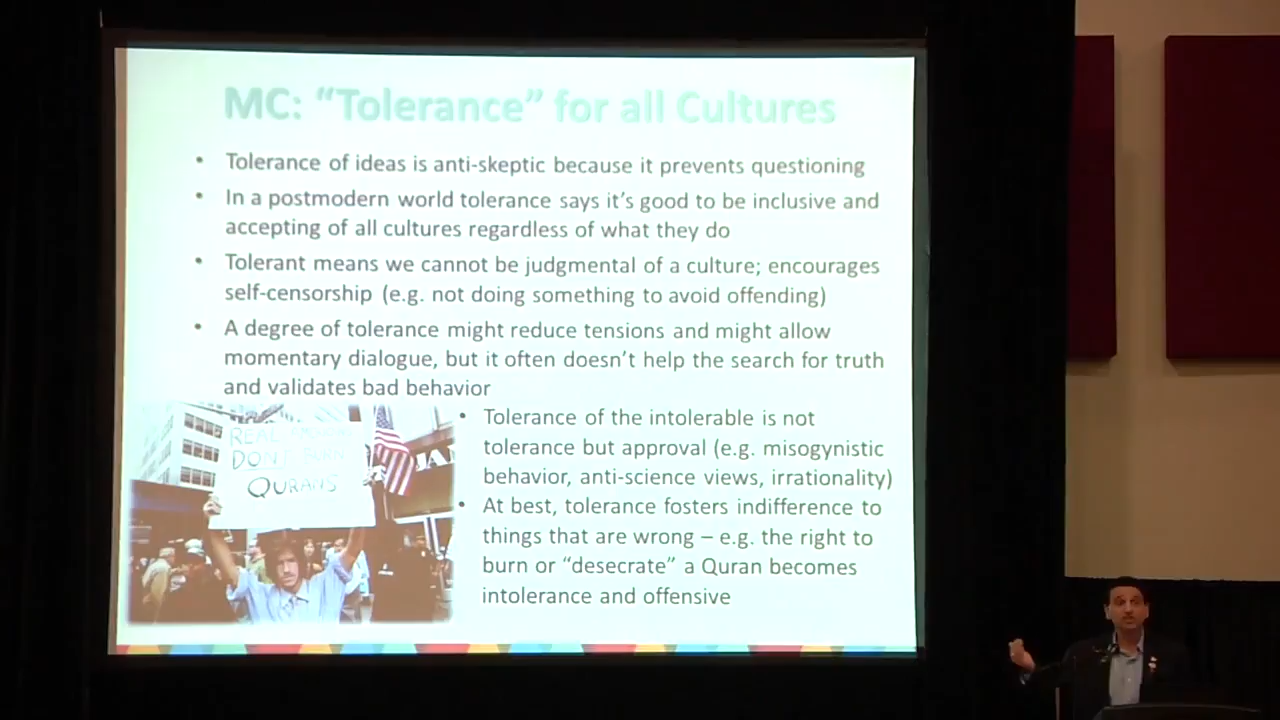 MC: “Tolerance” for all Cultures
• Tolerance of ideas is anti-skeptic because it prevents questioning
• In a postmodern world tolerance says it’s good to be inclusive and
accepting of all cultures regardless of what they do
• Tolerant means we cannot be judgmental of a culture; encourages
self-censorship (e.g. not doing something to avoid offending)
• A degree of tolerance might reduce tensions and might allow
momentary dialogue, but it often doesn’t help the search for truth
and validates bad behavior
• Tolerance of the intolerable is not
tolerance but approval (e.g. misogynistic
behavior, anti-science views, irrationality)
• At best, tolerance fosters indifference to
things that are wrong – e.g. the right to
burn or “desecrate” a Quran becomes
intolerance and offensive
REAL
DON'T BURN
QURANS